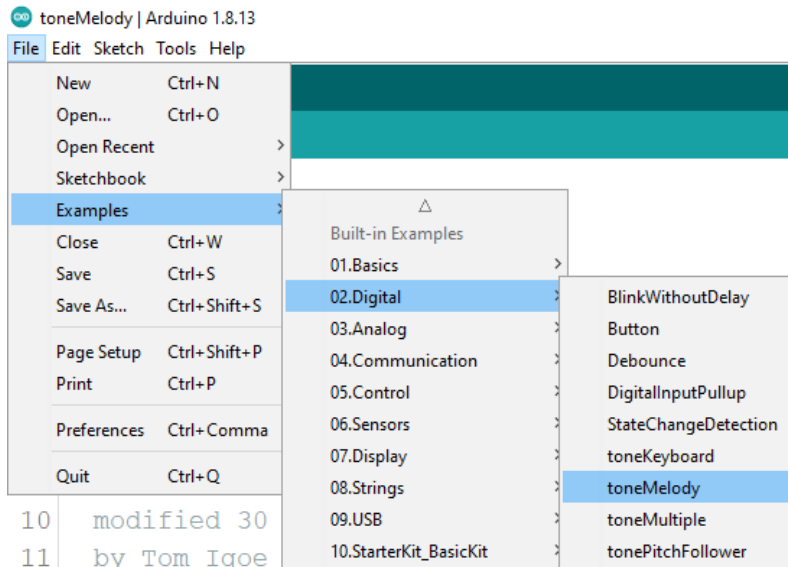 toneMelody | Arduino 1.8.13
File Edit Sketch Tools Help
New Ctrl+N
Open... Ctrl+O
Open Recent
Sketchbook
Examples
Close Ctrl+W
Save Ctrl+S
Save As... Ctrl+Shift+S
Page Setup Ctrl+Shift+P
Print Ctrl+P
Preferences Ctrl+Comma
Quit Ctrl+Q
Built-in Examples
01.Basics
02.Digital
03.Analog
04.Communication
05.Control
06.Sensors
07.Display
08.Strings
09.USB
10.StarterKit_BasicKit
BlinkWithoutDelay
Button
Debounce
DigitalInputPullup
StateChangeDetection
toneKeyboard
toneMelody
toneMultiple
tonePitchFollower
10 modified 30
11 by Tom Igoe